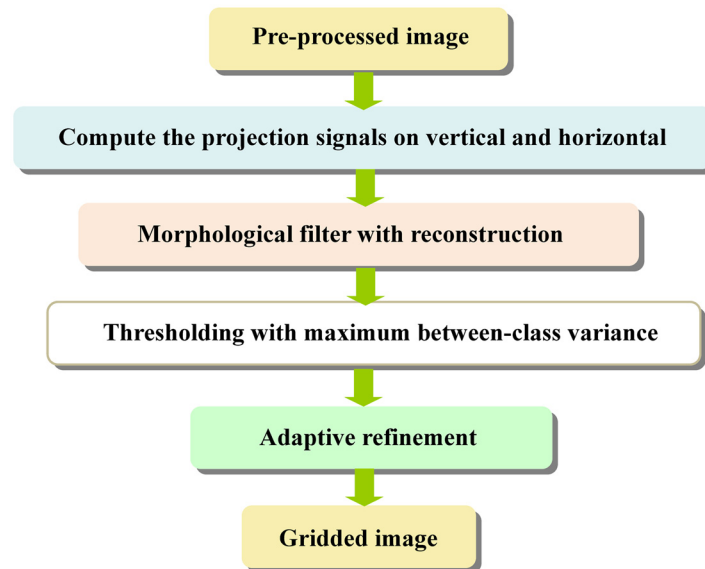 Pre-processed image
Compute the projection signals on vertical and horizontal
Morphological filter with reconstruction
Thresholding with maximum between-class variance
Adaptive refinement
Gridded image